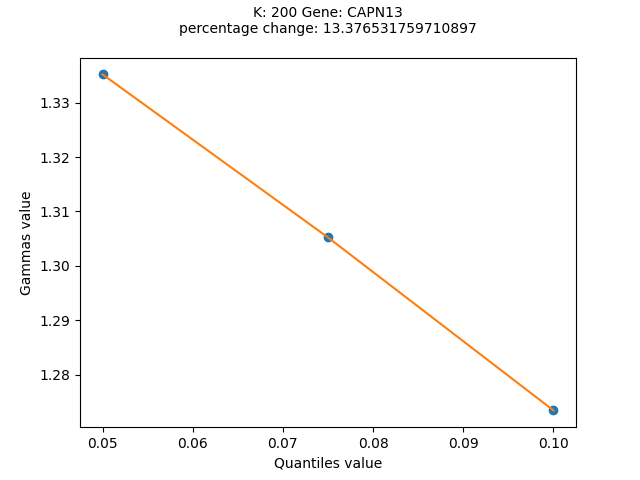 K: 200 Gene: CAPN13
percentage change: 13.376531759710897
1.33
1.32
1.31
1.30
1.29
1.28
Gammas value
0.05 0.06 0.07 0.08 0.09 0.10
Quantiles value